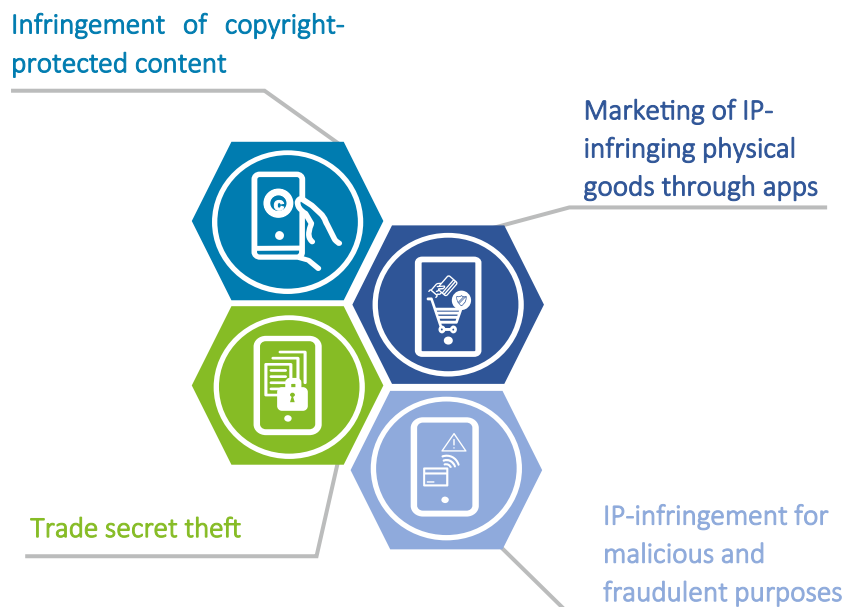 Infringement of copyright-
protected content
Marketing of IP-
infringing physical
goods through apps
Trade secret theft
IP-infringement for
malicious and
fraudulent purposes